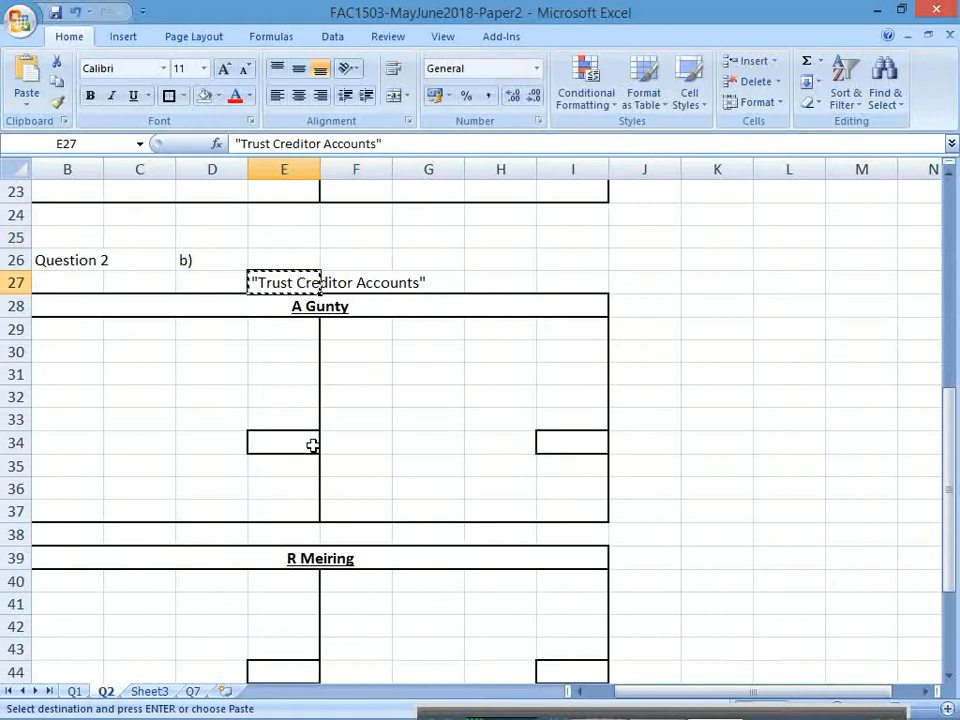 FAC1503-MayJune2018-Paper2 - Microsoft Excel
Home Insert Page Layout Formulas Data Review View Add-Ins
Paste
Clipboard
Calibri 11
B I U
Font
Alignment
General
Number
Conditional Formatting
Format as Table
Cell Styles
Styles
Insert
Delete
Format
Cells
Sort & Filter
Find & Select
Editing
E27 fx "Trust Creditor Accounts"
B C D E F G H I J K L M N
23
24
25
26 Question 2 b)
27 "Trust Creditor Accounts"
28 A Gunty
29
30
31
32
33
34
35
36
37
38
39 R Meiring
40
41
42
43
44
Q1 Q2 Sheet3 Q7
Select destination and press ENTER or choose Paste